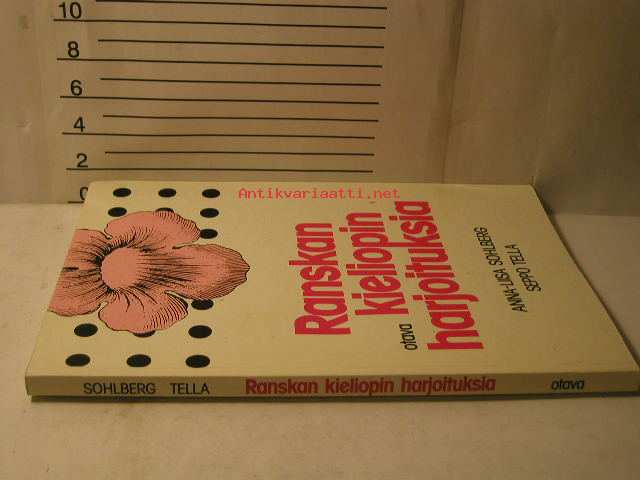 10
8
6
4
2
0
Antikvariaatti.net
Ranskan
kieliopin
harjoituksia
otava
ANNA-LIISA SOHLBERG
SEPPO TELLA
SOHLBERG TELLA Ranskan kieliopin harjoituksia otava